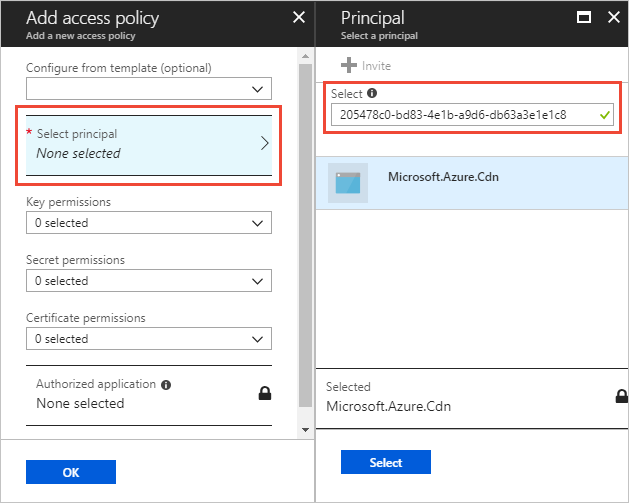 Add access policy
Add a new access policy
Configure from template (optional)
* Select principal
None selected
Key permissions
0 selected
Secret permissions
0 selected
Certificate permissions
0 selected
Authorized application
None selected
OK
Principal
Select a principal
Invite
Select
205478c0-bd83-4e1b-a9d6-db63a3e1e1c8
Microsoft.Azure.Cdn
Selected
Microsoft.Azure.Cdn
Select